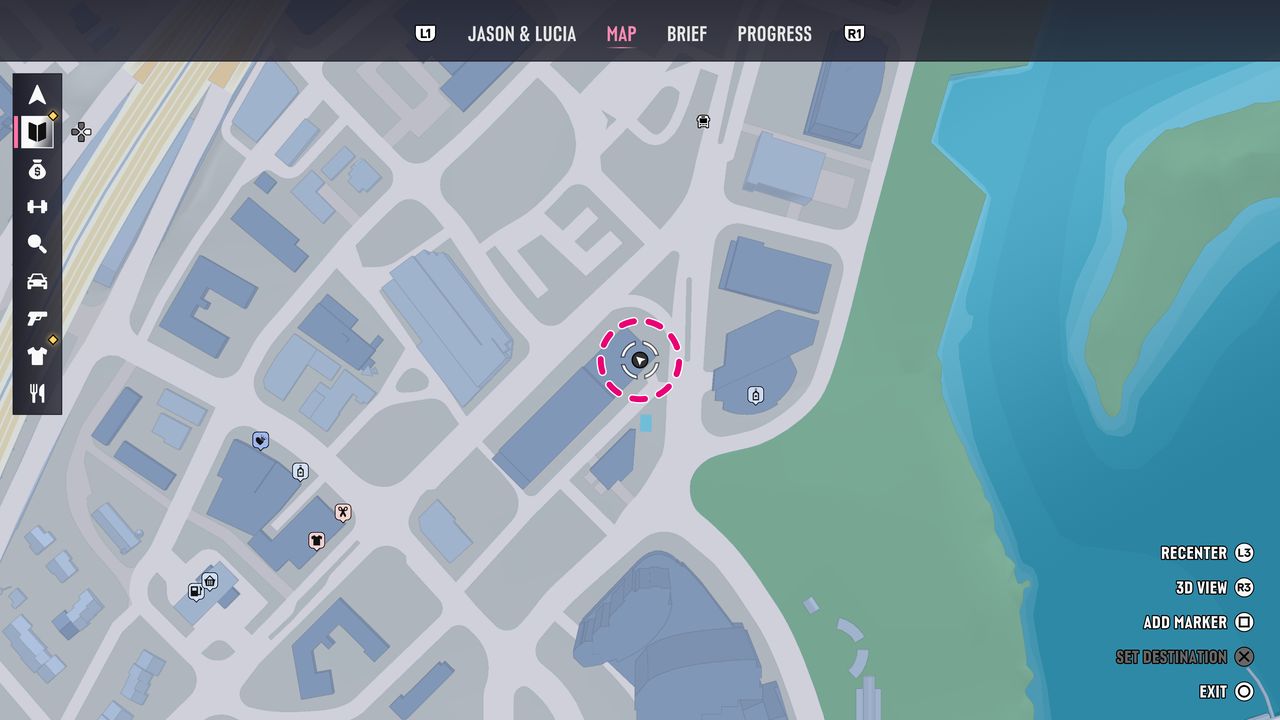 L1 JASON & LUCIA MAP BRIEF PROGRESS R1
$
RECENTER L3
3D VIEW R3
ADD MARKER
SET DESTINATION
EXIT